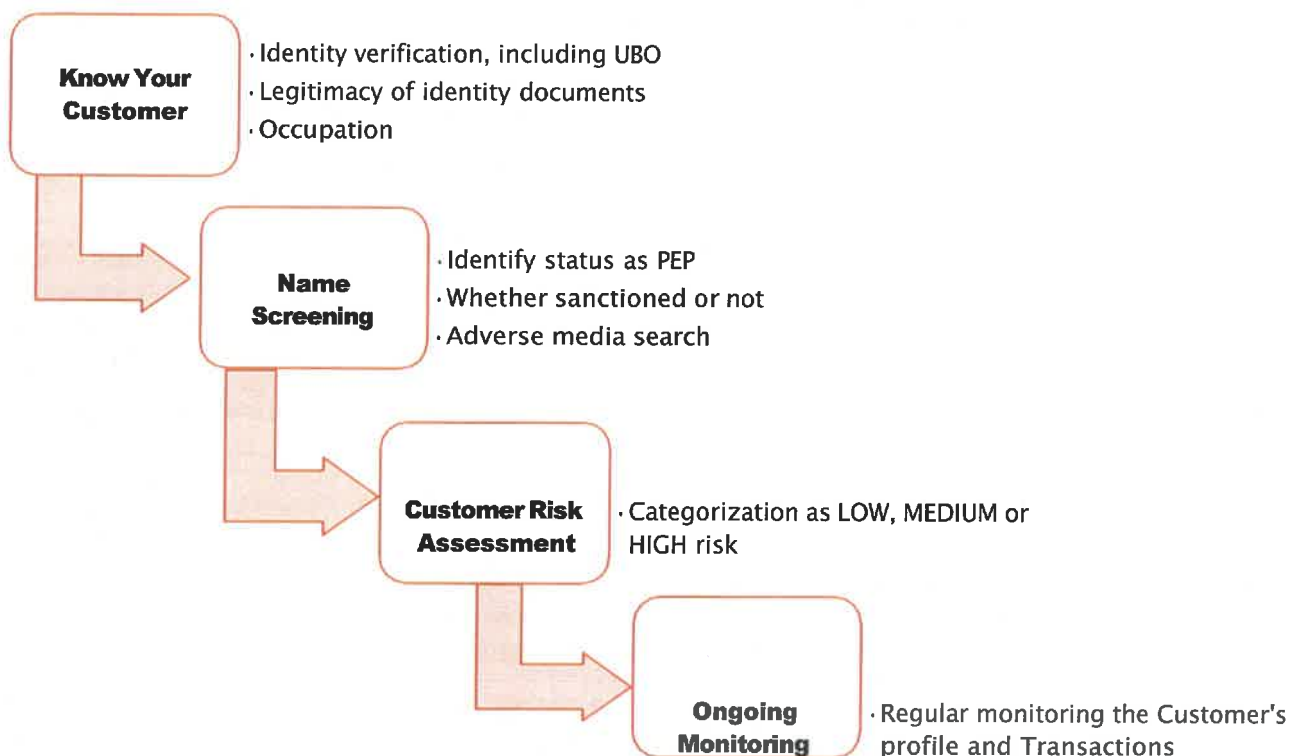 Know Your
Customer
· Identity verification, including UBO
· Legitimacy of identity documents
· Occupation
Name
Screening
· Identify status as PEP
· Whether sanctioned or not
· Adverse media search
Customer Risk
Assessment
· Categorization as LOW, MEDIUM or
HIGH risk
Ongoing
Monitoring
· Regular monitoring the Customer's
profile and Transactions